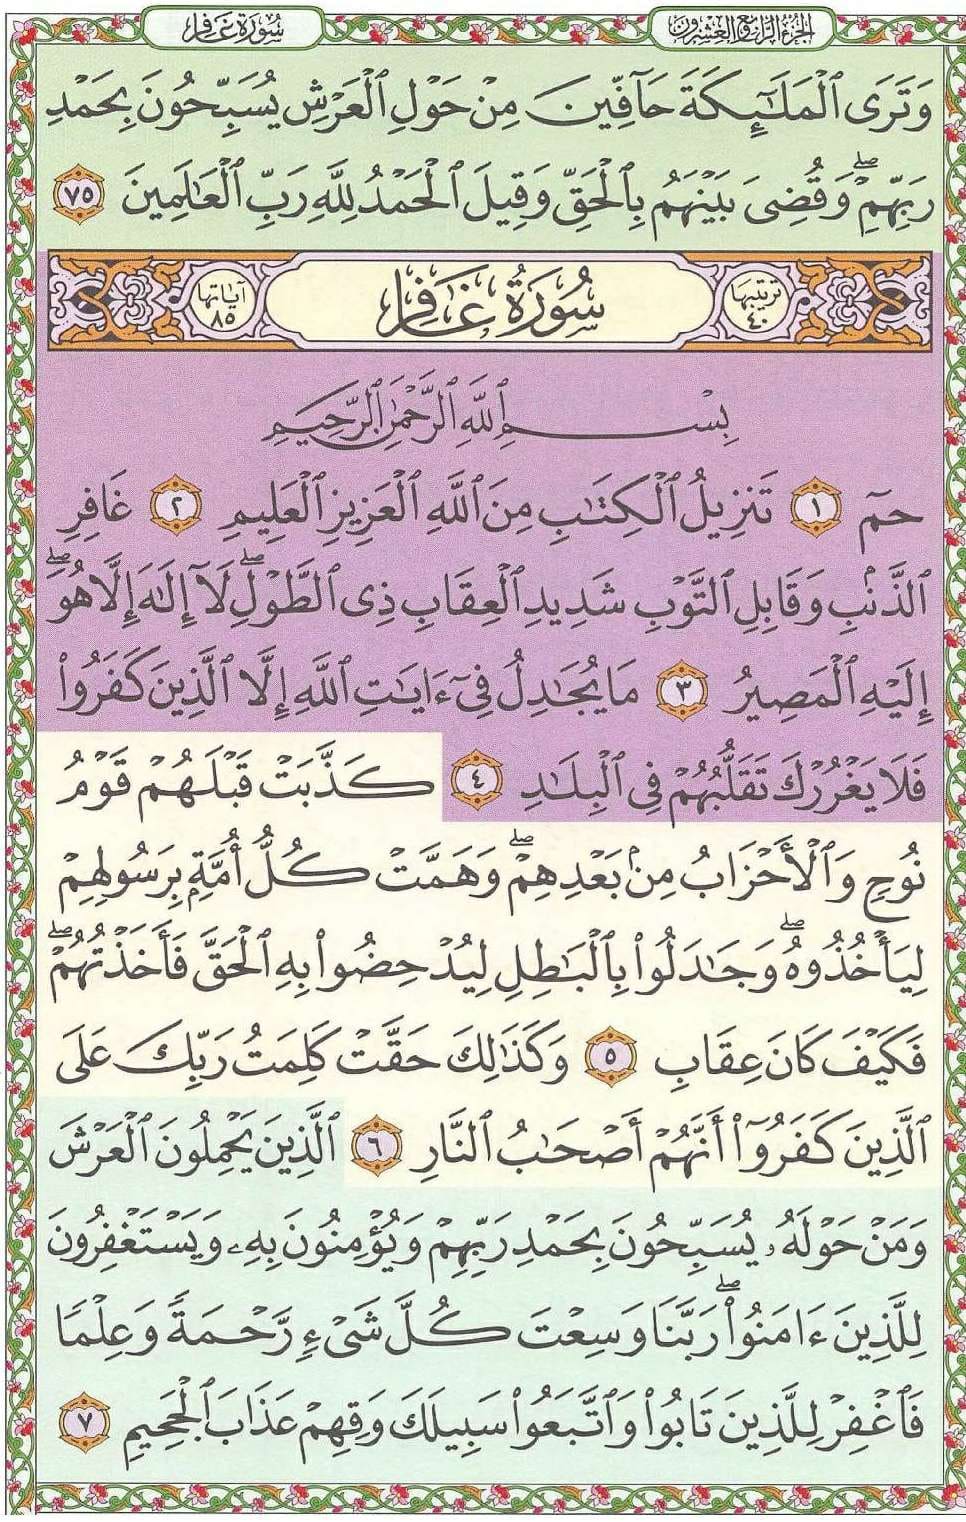 الجزء الرابع والعشرون
سورة غافر
وَتَرَى ٱلْمَلَٰٓئِكَةَ حَآفِّينَ مِنْ حَوْلِ ٱلْعَرْشِ يُسَبِّحُونَ بِحَمْدِ
رَبِّهِمْ ۖ وَقُضِىَ بَيْنَهُم بِٱلْحَقِّ وَقِيلَ ٱلْحَمْدُ لِلَّهِ رَبِّ ٱلْعَٰلَمِينَ ٧٥
ترتيبها ٤٠ سُورَةُ غَافِرٍ آياتها ٨٥
بِسْمِ ٱللَّهِ ٱلرَّحْمَٰنِ ٱلرَّحِيمِ
حمٓ ١ تَنزِيلُ ٱلْكِتَٰبِ مِنَ ٱللَّهِ ٱلْعَزِيزِ ٱلْعَلِيمِ ٢ غَافِرِ
ٱلذَّنۢبِ وَقَابِلِ ٱلتَّوْبِ شَدِيدِ ٱلْعِقَابِ ذِى ٱلطَّوْلِ ۖ لَآ إِلَٰهَ إِلَّا هُوَ ۖ
إِلَيْهِ ٱلْمَصِيرُ ٣ مَا يُجَٰدِلُ فِىٓ ءَايَٰتِ ٱللَّهِ إِلَّا ٱلَّذِينَ كَفَرُوا۟
فَلَا يَغْرُرْكَ تَقَلُّبُهُمْ فِى ٱلْبِلَٰدِ ٤ كَذَّبَتْ قَبْلَهُمْ قَوْمُ
نُوحٍ وَٱلْأَحْزَابُ مِنۢ بَعْدِهِمْ ۖ وَهَمَّتْ كُلُّ أُمَّةٍۭ بِرَسُولِهِمْ
لِيَأْخُذُوهُ ۖ وَجَٰدَلُوا۟ بِٱلْبَٰطِلِ لِيُدْحِضُوا۟ بِهِ ٱلْحَقَّ فَأَخَذْتُهُمْ ۖ
فَكَيْفَ كَانَ عِقَابِ ٥ وَكَذَٰلِكَ حَقَّتْ كَلِمَتُ رَبِّكَ عَلَى
ٱلَّذِينَ كَفَرُوٓا۟ أَنَّهُمْ أَصْحَٰبُ ٱلنَّارِ ٦ ٱلَّذِينَ يَحْمِلُونَ ٱلْعَرْشَ
وَمَنْ حَوْلَهُۥ يُسَبِّحُونَ بِحَمْدِ رَبِّهِمْ وَيُؤْمِنُونَ بِهِۦ وَيَسْتَغْفِرُونَ
لِلَّذِينَ ءَامَنُوا۟ ۖ رَبَّنَا وَسِعْتَ كُلَّ شَىْءٍ رَّحْمَةً وَعِلْمًا
فَٱغْفِرْ لِلَّذِينَ تَابُوا۟ وَٱتَّبَعُوا۟ سَبِيلَكَ وَقِهِمْ عَذَابَ ٱلْجَحِيمِ ٧